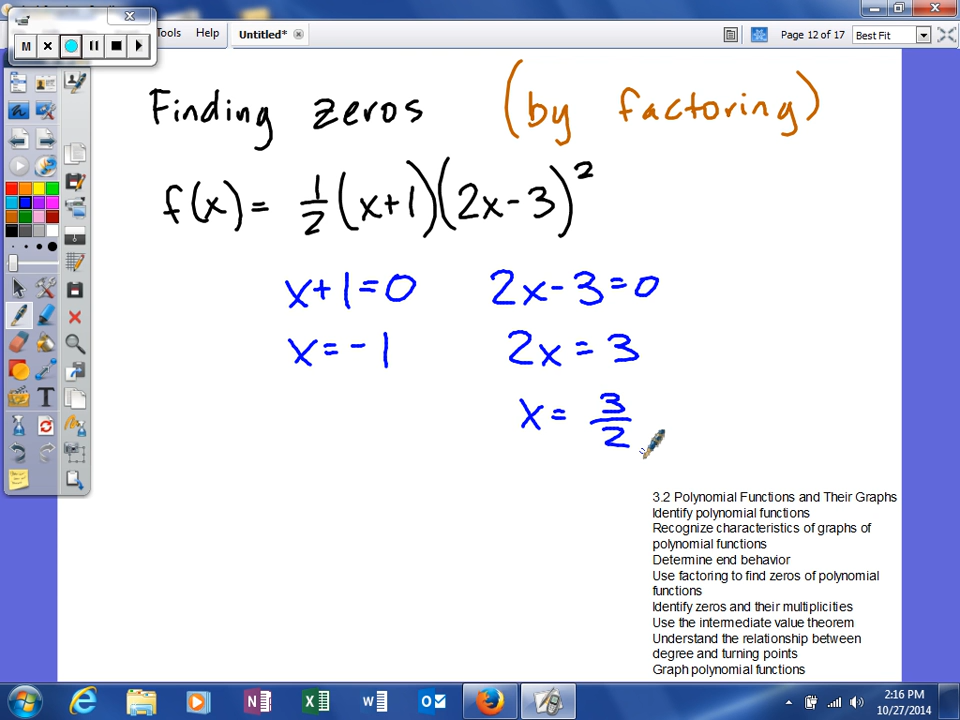 Tools Help Untitled* Page 12 of 17 Best Fit
M
Finding zeros (by factoring)
f(x) = 1/2 (x+1)(2x-3)²
x+1=0 2x-3=0
x=-1 2x=3
x= 3/2
3.2 Polynomial Functions and Their Graphs
Identify polynomial functions
Recognize characteristics of graphs of
polynomial functions
Determine end behavior
Use factoring to find zeros of polynomial
functions
Identify zeros and their multiplicities
Use the intermediate value theorem
Understand the relationship between
degree and turning points
Graph polynomial functions
2:16 PM
10/27/2014